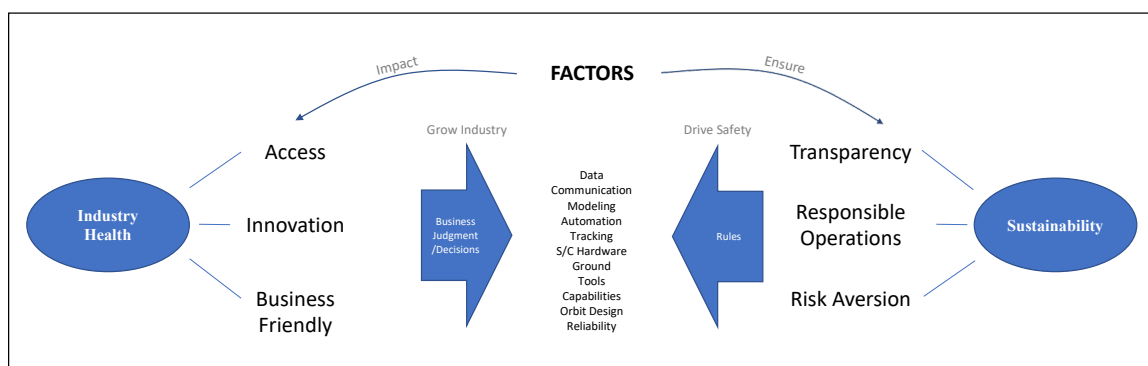 Impact
FACTORS
Ensure
Grow Industry
Drive Safety
Industry
Health
Access
Innovation
Business
Friendly
Business
Judgment
/Decisions
Data
Communication
Modeling
Automation
Tracking
S/C Hardware
Ground
Tools
Capabilities
Orbit Design
Reliability
Rules
Transparency
Responsible
Operations
Risk Aversion
Sustainability